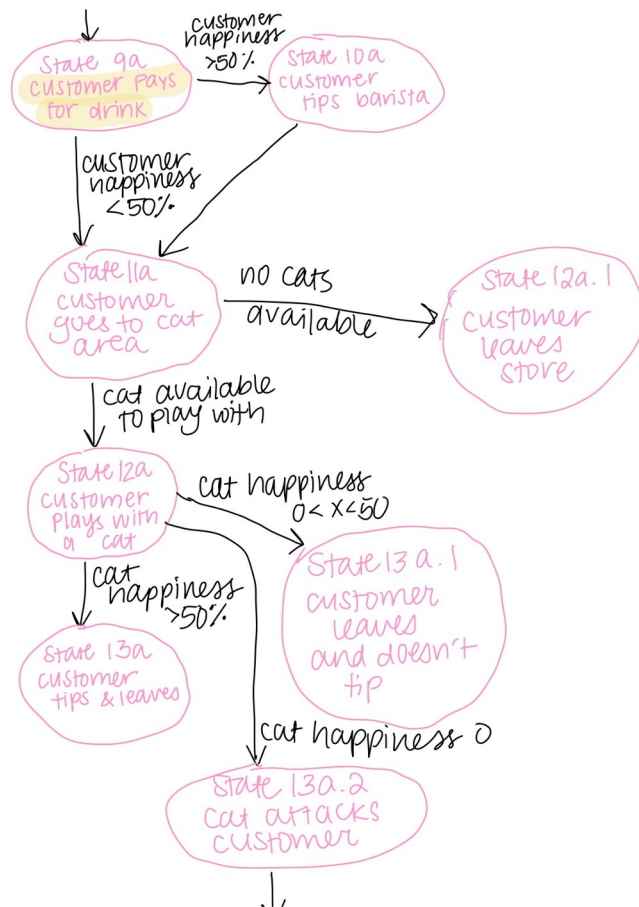 State 9a
customer pays
for drink
customer
happiness
>50%
State 10a
customer
tips barista
customer
happiness
<50%
State 11a
customer
goes to cat
area
no cats
available
State 12a.1
customer
leaves
store
cat available
to play with
State 12a
customer
plays with
a cat
cat happiness
0<x<50
State 13a.1
customer
leaves
and doesn't
tip
cat
happiness
>50%
State 13a
customer
tips & leaves
cat happiness 0
State 13a.2
cat attacks
customer